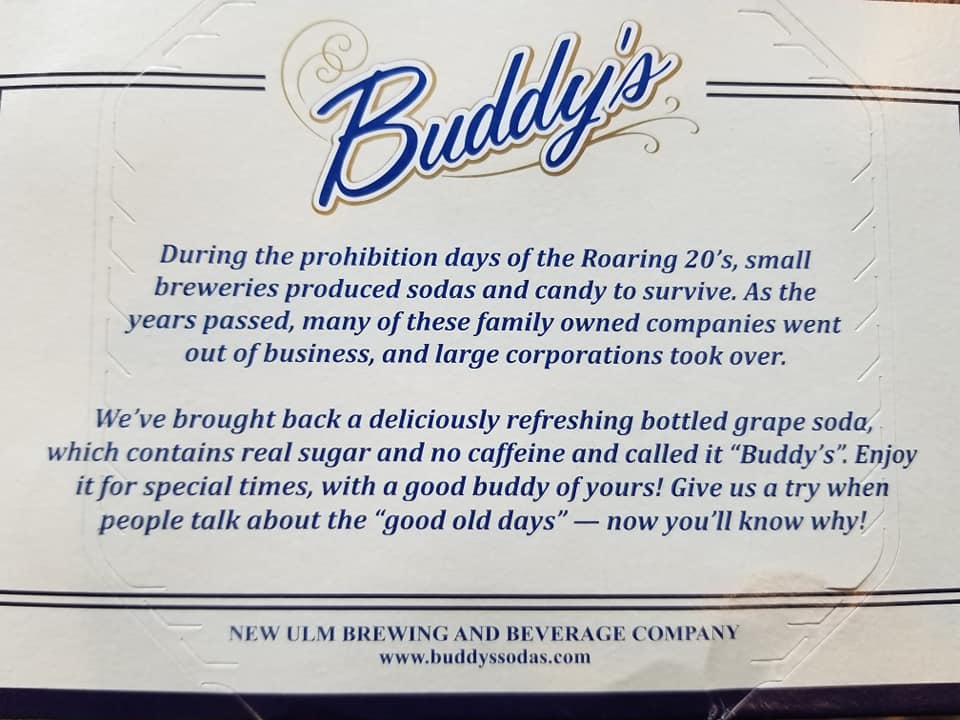 Buddy's
During the prohibition days of the Roaring 20's, small
breweries produced sodas and candy to survive. As the
years passed, many of these family owned companies went
out of business, and large corporations took over.
We've brought back a deliciously refreshing bottled grape soda,
which contains real sugar and no caffeine and called it "Buddy's". Enjoy
it for special times, with a good buddy of yours! Give us a try when
people talk about the "good old days" — now you'll know why!
NEW ULM BREWING AND BEVERAGE COMPANY
www.buddyssodas.com